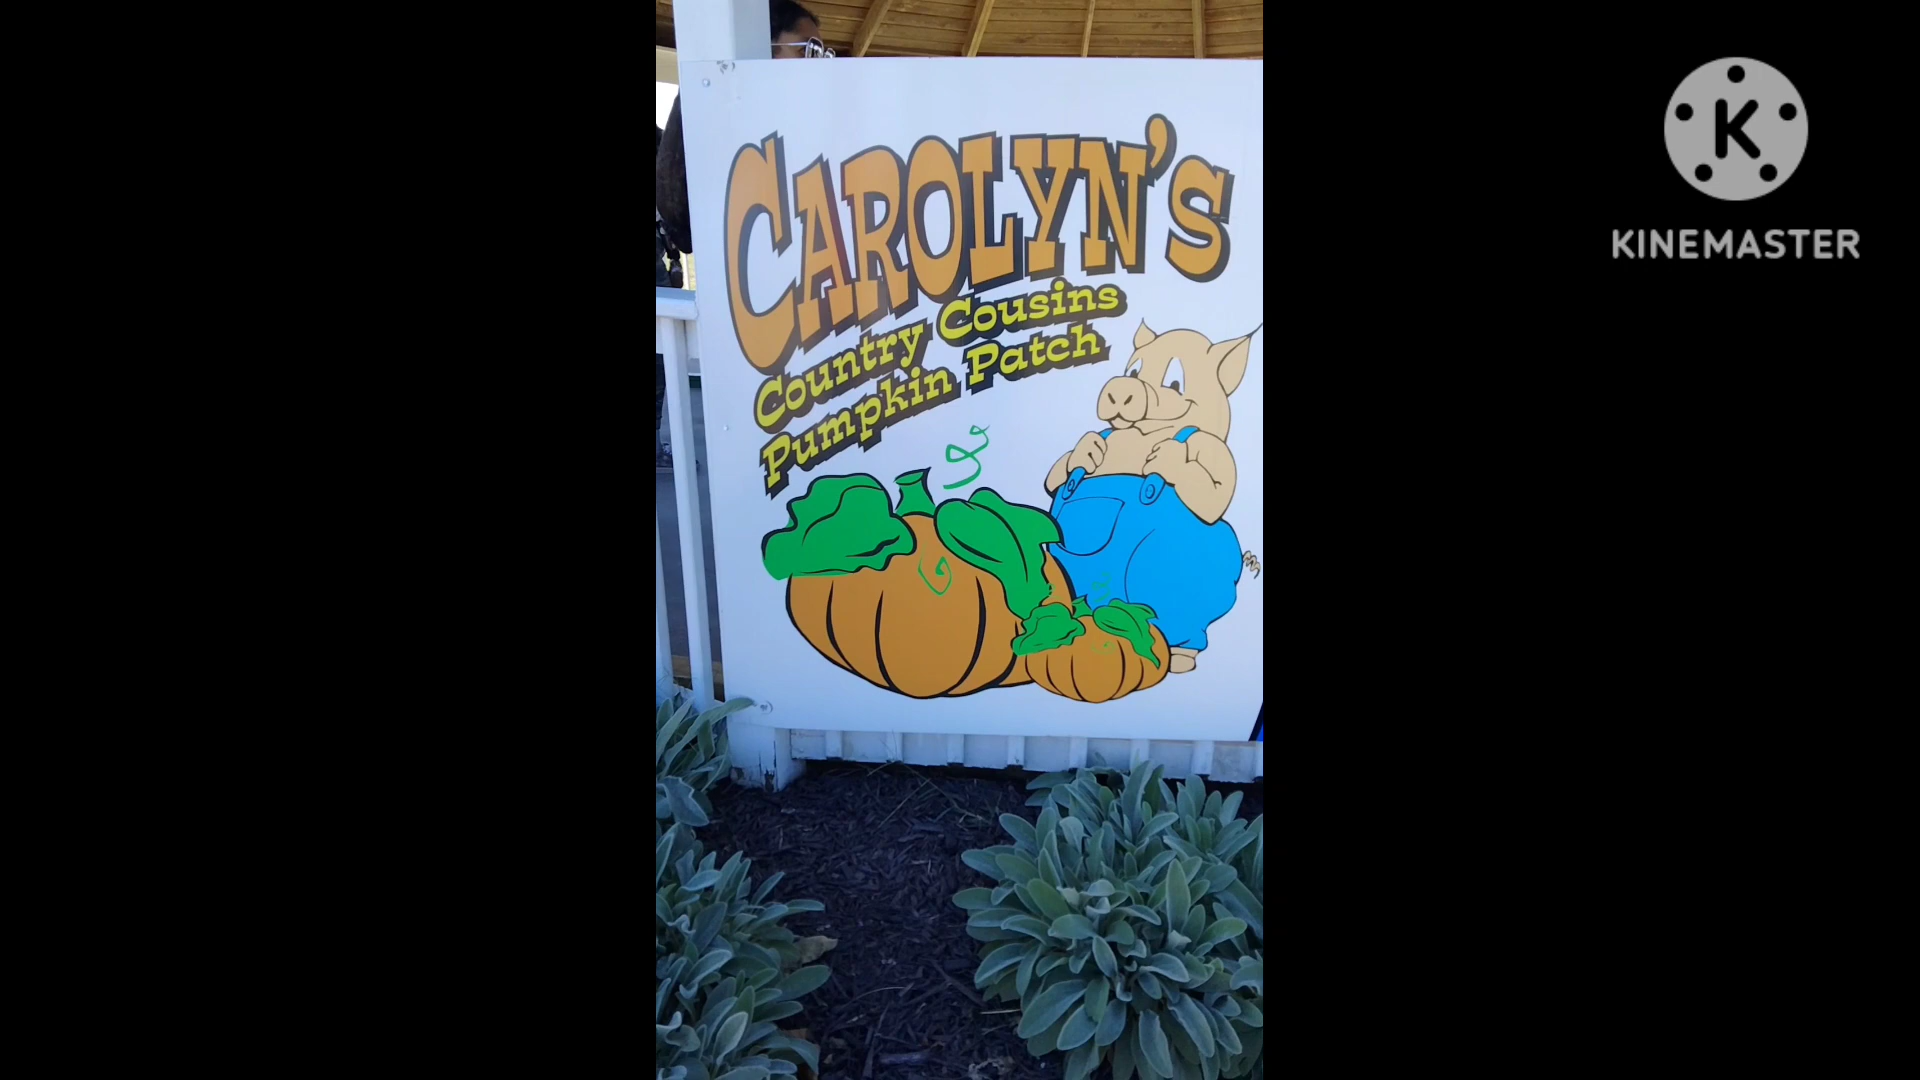 CAROLYN'S
Country Cousins
Pumpkin Patch
K
KINEMASTER